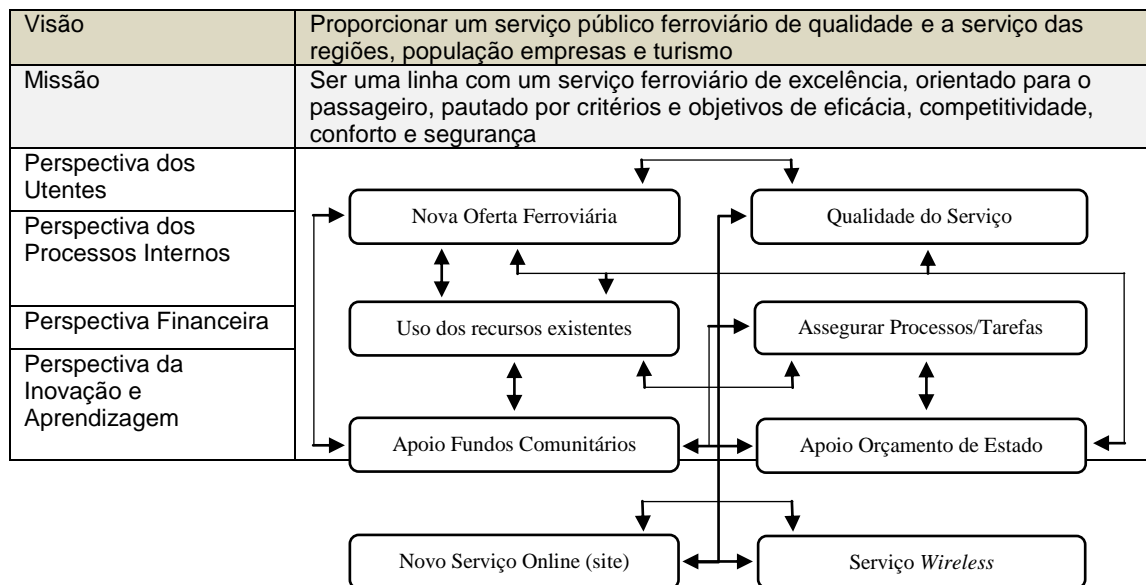 Visão
Proporcionar um serviço público ferroviário de qualidade e a serviço das
regiões, população empresas e turismo
Missão
Ser uma linha com um serviço ferroviário de excelência, orientado para o
passageiro, pautado por critérios e objetivos de eficácia, competitividade,
conforto e segurança
Perspectiva dos
Utentes
Nova Oferta Ferroviária
Qualidade do Serviço
Perspectiva dos
Processos Internos
Uso dos recursos existentes
Assegurar Processos/Tarefas
Perspectiva Financeira
Perspectiva da
Inovação e
Aprendizagem
Apoio Fundos Comunitários
Apoio Orçamento de Estado
Novo Serviço Online (site)
Serviço Wireless